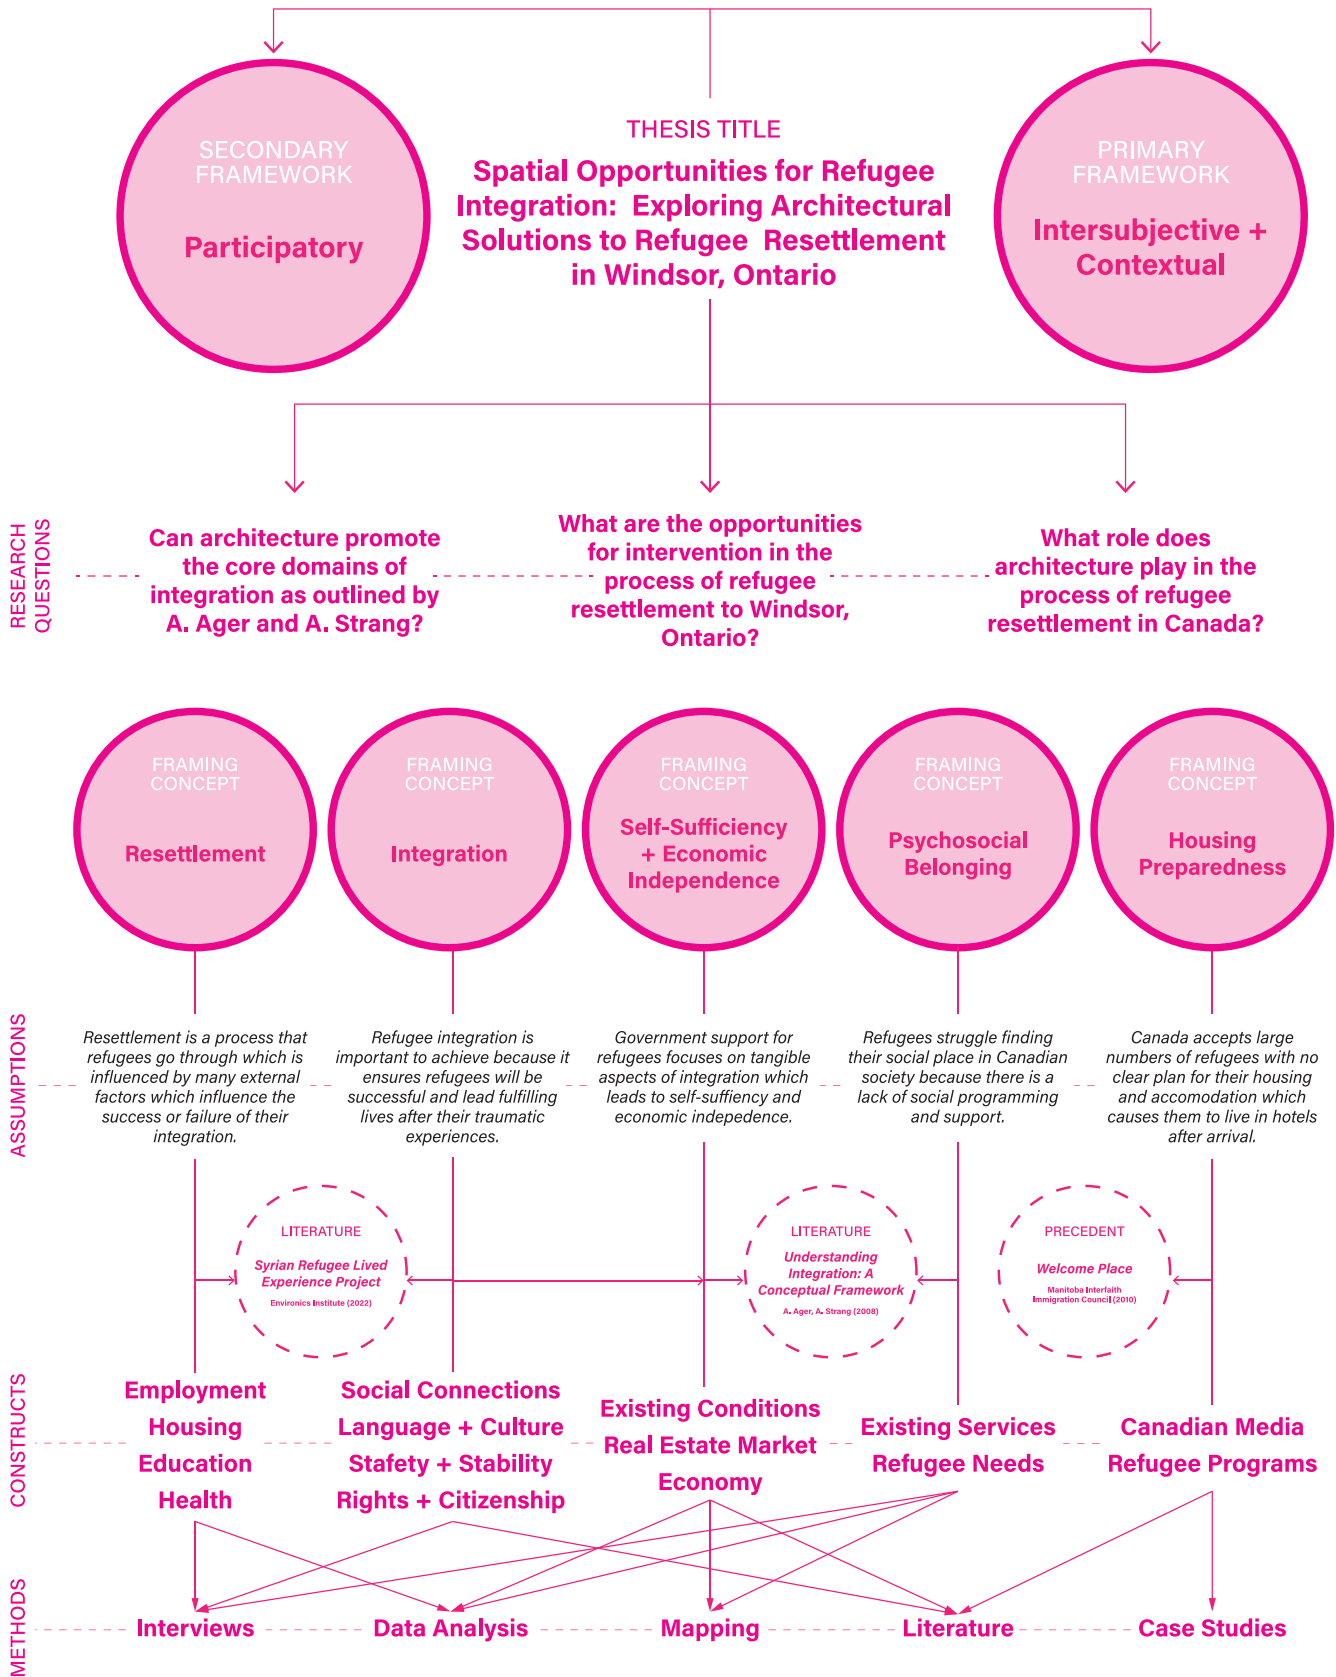 THESIS TITLE
Spatial Opportunities for Refugee
Integration: Exploring Architectural
Solutions to Refugee Resettlement
in Windsor, Ontario
SECONDARY
FRAMEWORK
Participatory
PRIMARY
FRAMEWORK
Intersubjective +
Contextual
RESEARCH
QUESTIONS
Can architecture promote
the core domains of
integration as outlined by
A. Ager and A. Strang?
What are the opportunities
for intervention in the
process of refugee
resettlement to Windsor,
Ontario?
What role does
architecture play in the
process of refugee
resettlement in Canada?
FRAMING
CONCEPT
Resettlement
FRAMING
CONCEPT
Integration
FRAMING
CONCEPT
Self-Sufficiency
+ Economic
Independence
FRAMING
CONCEPT
Psychosocial
Belonging
FRAMING
CONCEPT
Housing
Preparedness
ASSUMPTIONS
Resettlement is a process that
refugees go through which is
influenced by many external
factors which influence the
success or failure of their
integration.
Refugee integration is
important to achieve because it
ensures refugees will be
successful and lead fulfilling
lives after their traumatic
experiences.
Government support for
refugees focuses on tangible
aspects of integration which
leads to self-suffiency and
economic indepedence.
Refugees struggle finding
their social place in Canadian
society because there is a
lack of social programming
and support.
Canada accepts large
numbers of refugees with no
clear plan for their housing
and accomodation which
causes them to live in hotels
after arrival.
LITERATURE
Syrian Refugee Lived
Experience Project
Environics Institute (2022)
LITERATURE
Understanding
Integration: A
Conceptual Framework
A. Ager, A. Strang (2008)
PRECEDENT
Welcome Place
Manitoba Interfaith
Immigration Council (2010)
CONSTRUCTS
Employment
Housing
Education
Health
Social Connections
Language + Culture
Stafety + Stability
Rights + Citizenship
Existing Conditions
Real Estate Market
Economy
Existing Services
Refugee Needs
Canadian Media
Refugee Programs
METHODS
Interviews
Data Analysis
Mapping
Literature
Case Studies